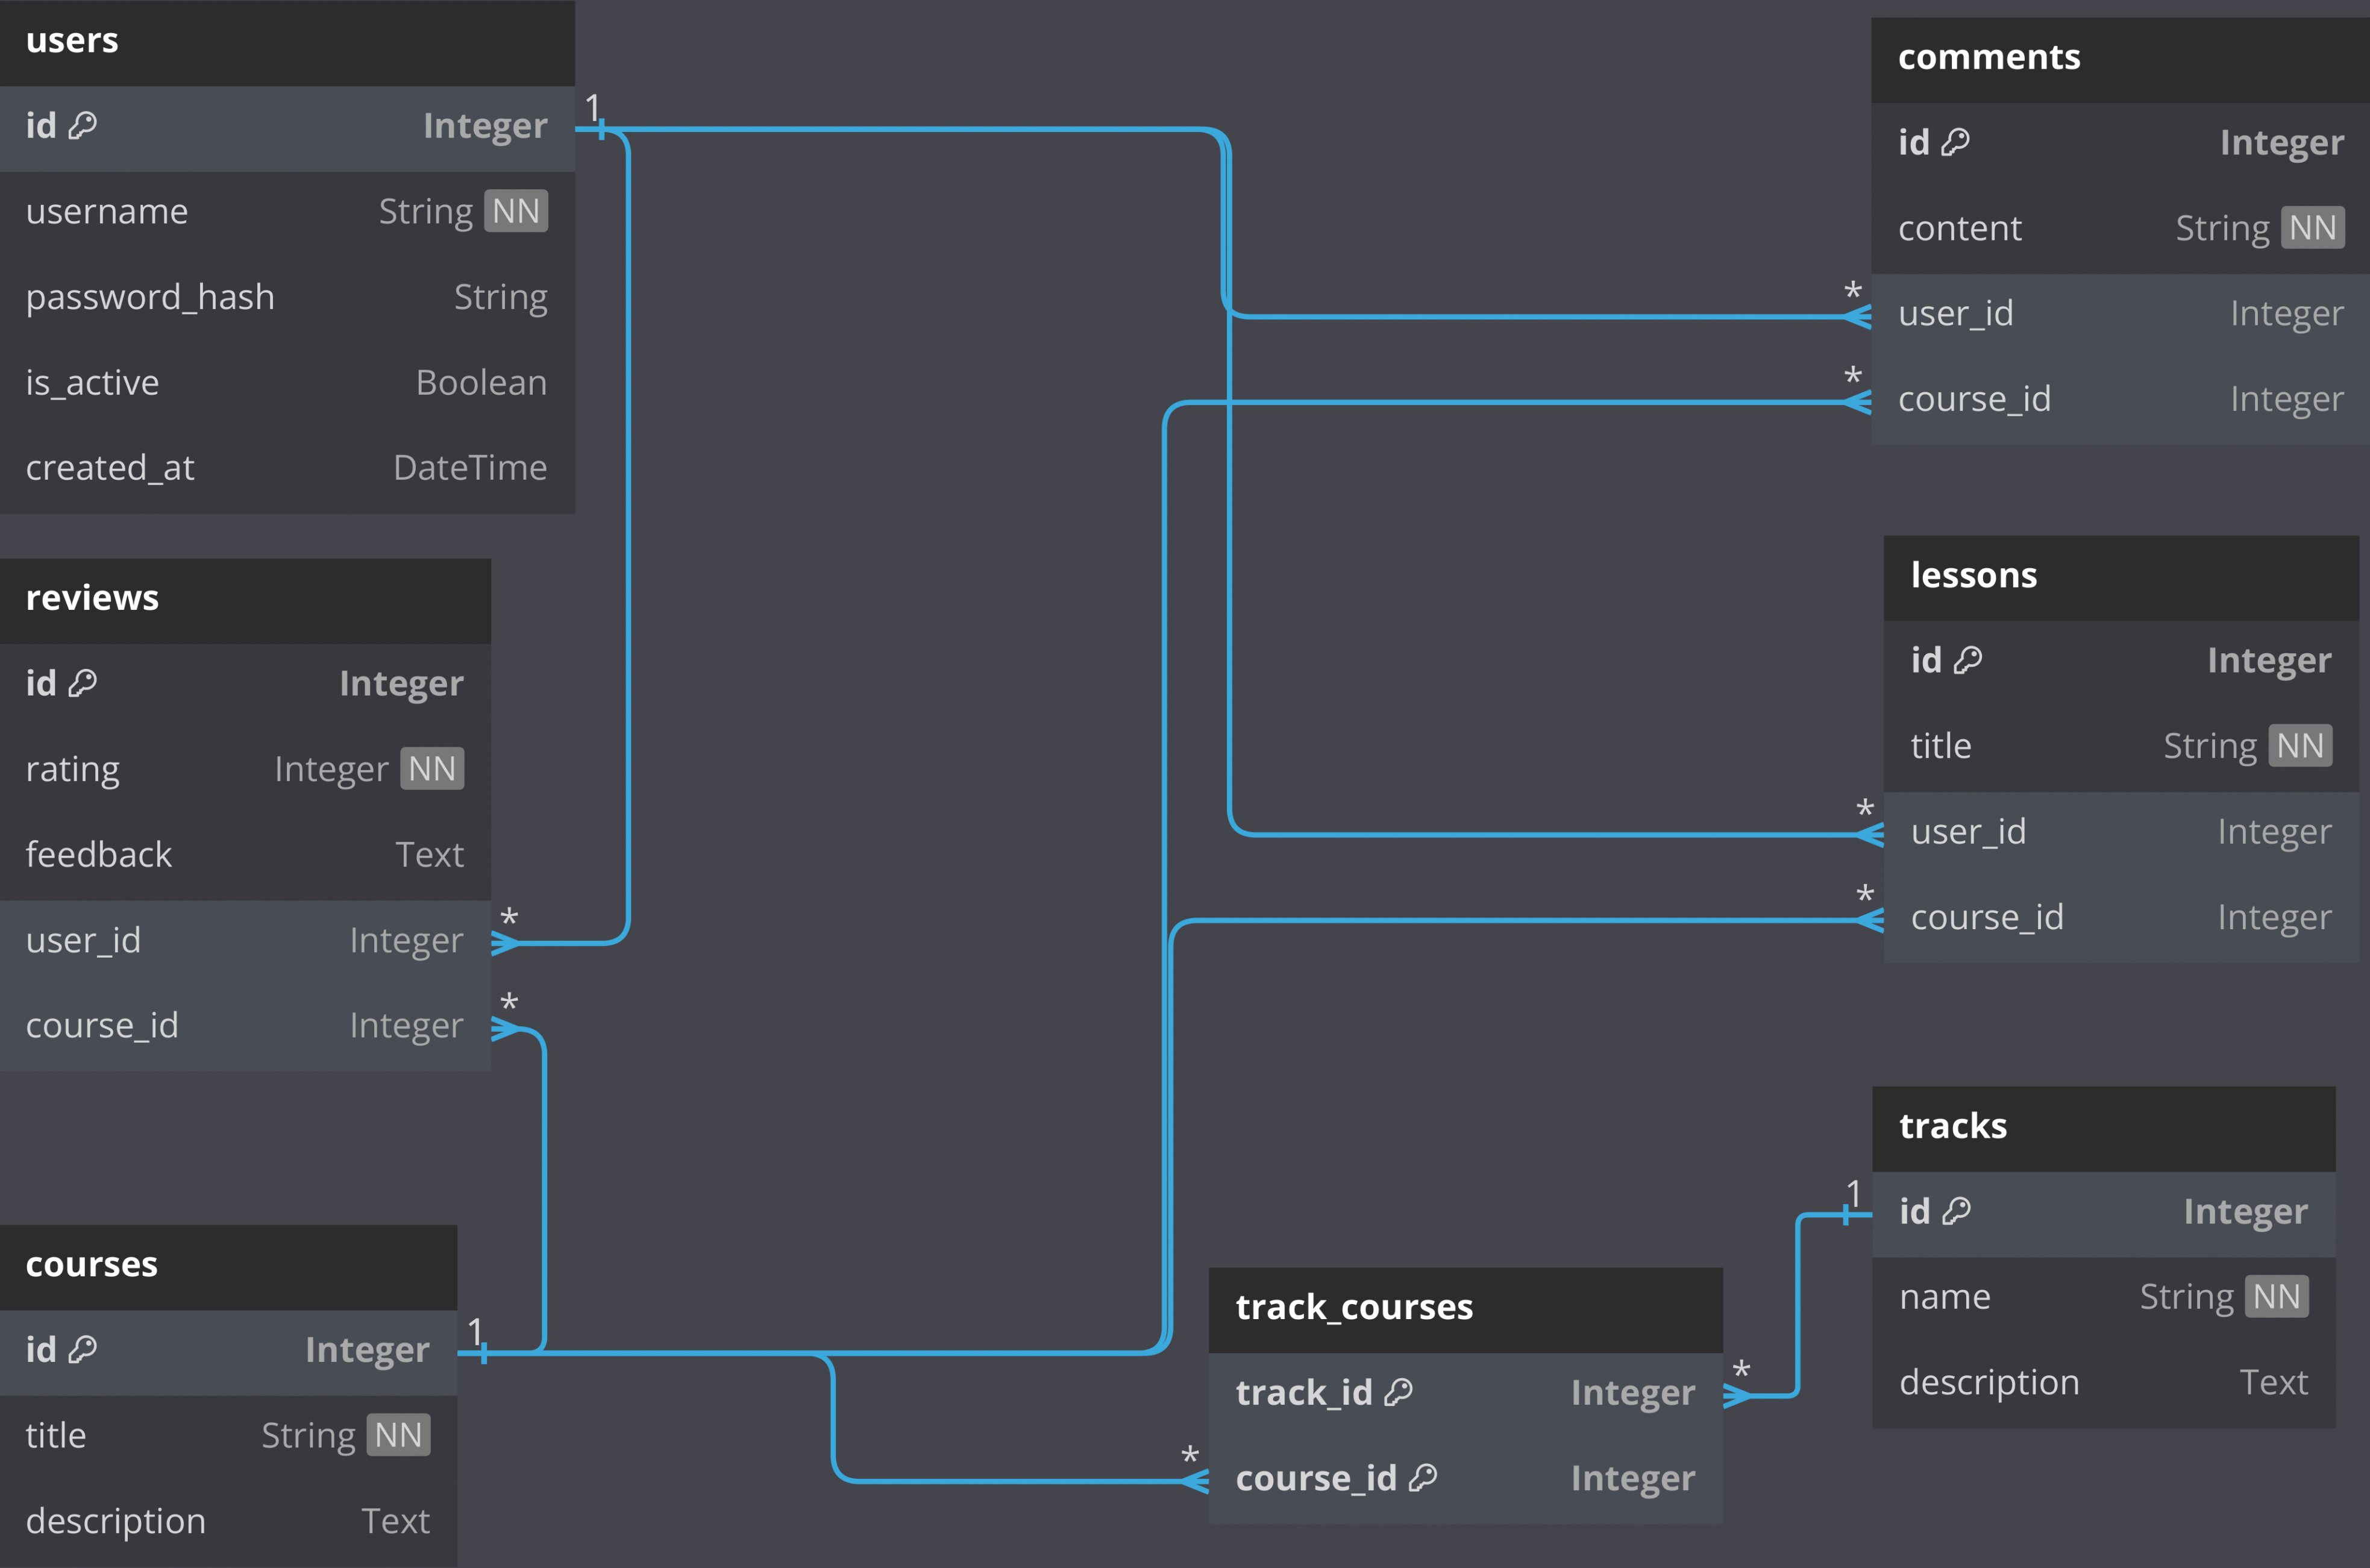 users
id Integer
username String NN
password_hash String
is_active Boolean
created_at DateTime
1
reviews
id Integer
rating Integer NN
feedback Text
user_id Integer
*
course_id Integer
*
courses
id Integer
1
title String NN
description Text
comments
id Integer
content String NN
*
user_id Integer
*
course_id Integer
lessons
id Integer
title String NN
*
user_id Integer
*
course_id Integer
tracks
1
id Integer
name String NN
description Text
track_courses
track_id Integer
*
*
course_id Integer